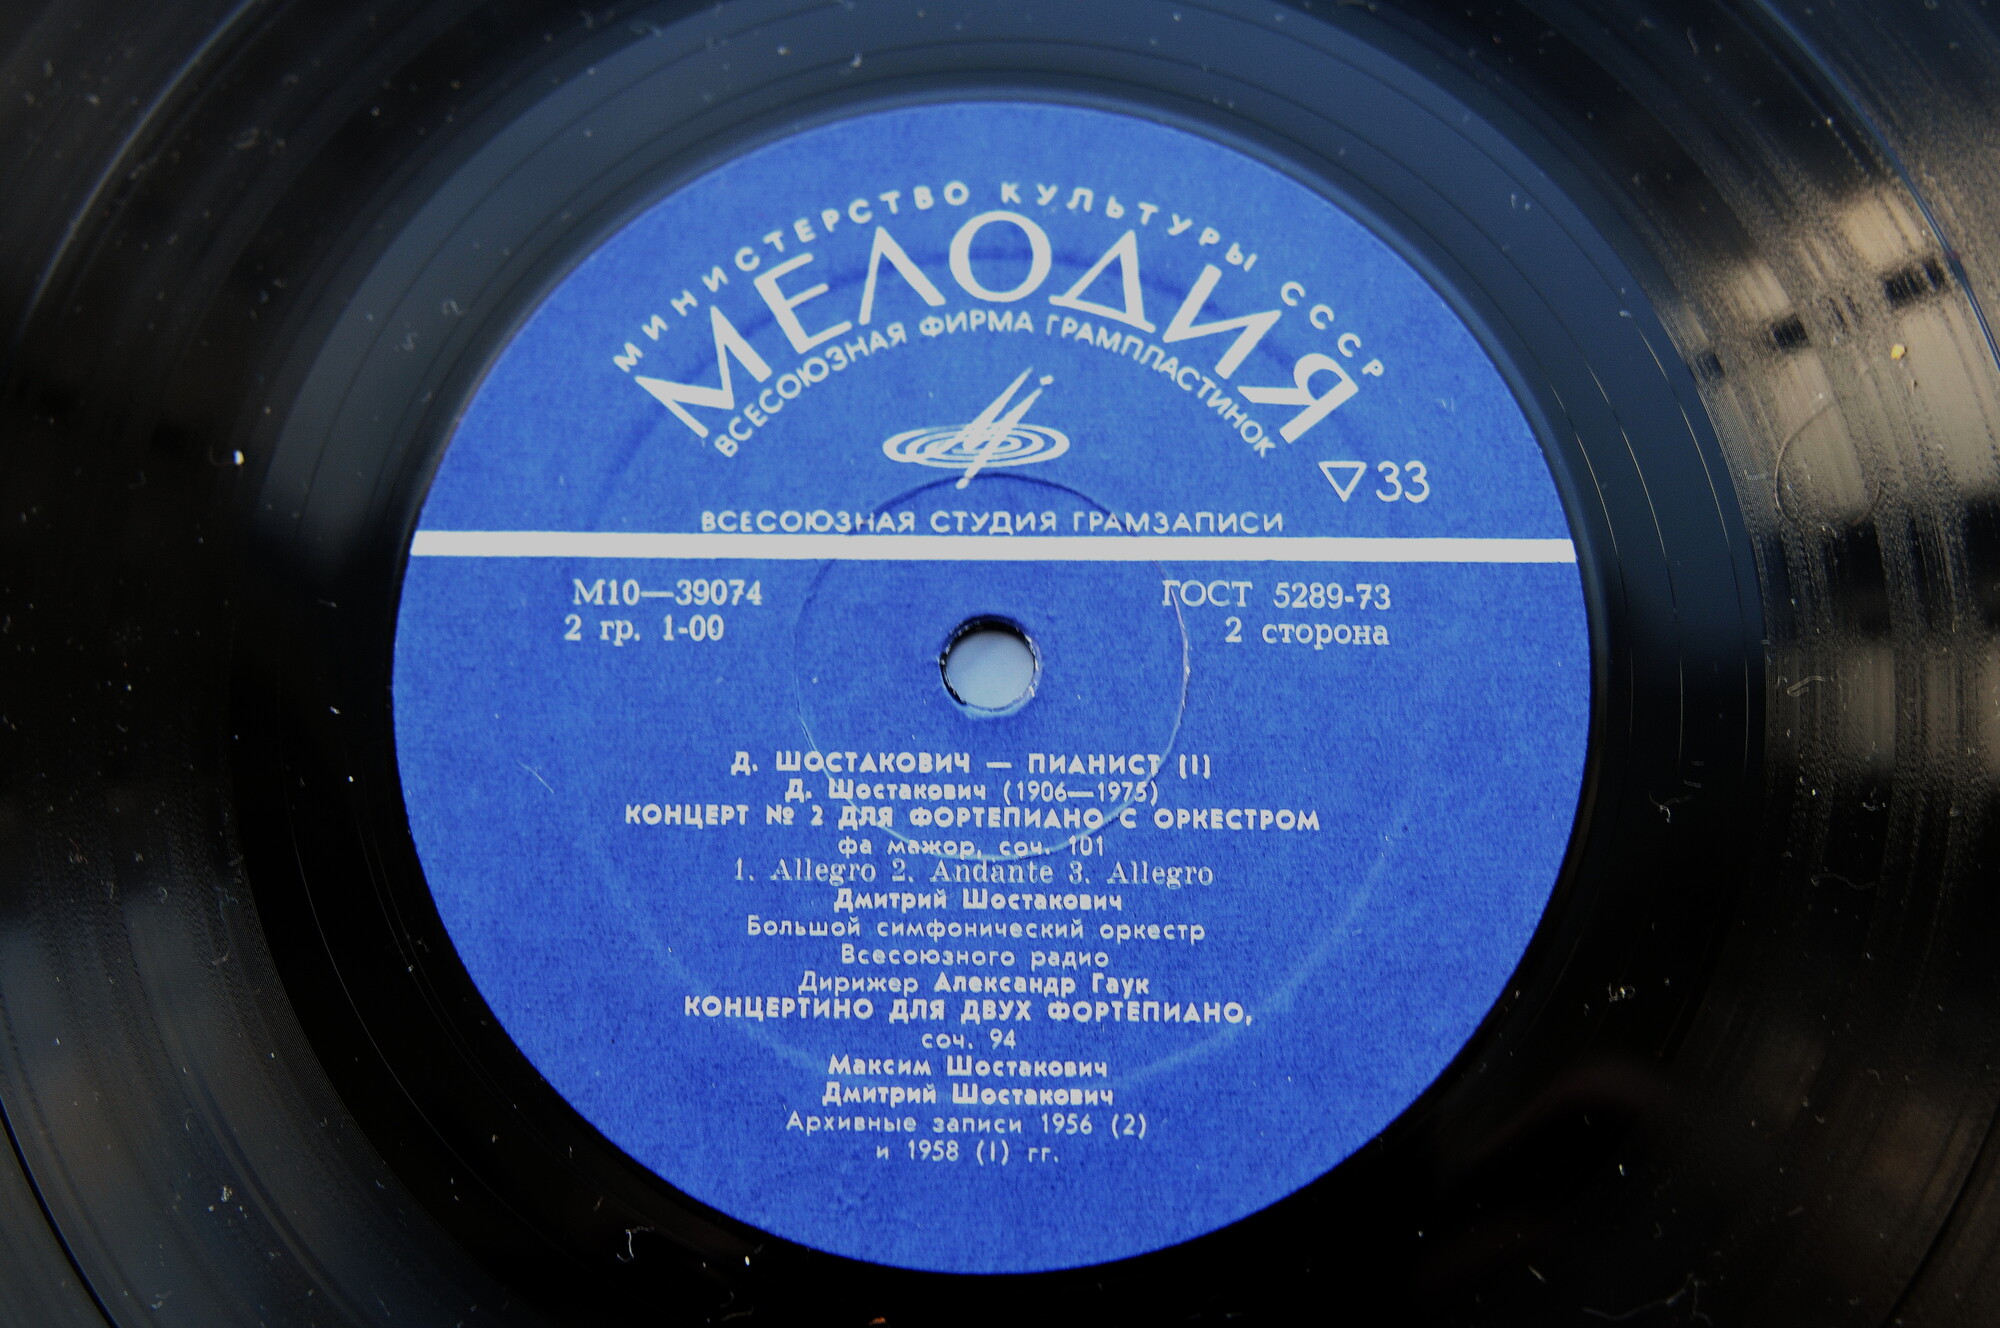 МИНИСТЕРСТВО КУЛЬТУРЫ СССР
МЕЛОДИЯ
ВСЕСОЮЗНАЯ ФИРМА ГРАМПЛАСТИНОК
▽33
ВСЕСОЮЗНАЯ СТУДИЯ ГРАМЗАПИСИ
М10—39074 ГОСТ 5289-73
2 гр. 1-00 2 сторона
Д. ШОСТАКОВИЧ — ПИАНИСТ (I)
Д. Шостакович (1906—1975)
КОНЦЕРТ № 2 ДЛЯ ФОРТЕПИАНО С ОРКЕСТРОМ
фа мажор, соч. 101
1. Allegro 2. Andante 3. Allegro
Дмитрий Шостакович
Большой симфонический оркестр
Всесоюзного радио
Дирижер Александр Гаук
КОНЦЕРТИНО ДЛЯ ДВУХ ФОРТЕПИАНО,
соч. 94
Максим Шостакович
Дмитрий Шостакович
Архивные записи 1956 (2)
и 1958 (I) гг.